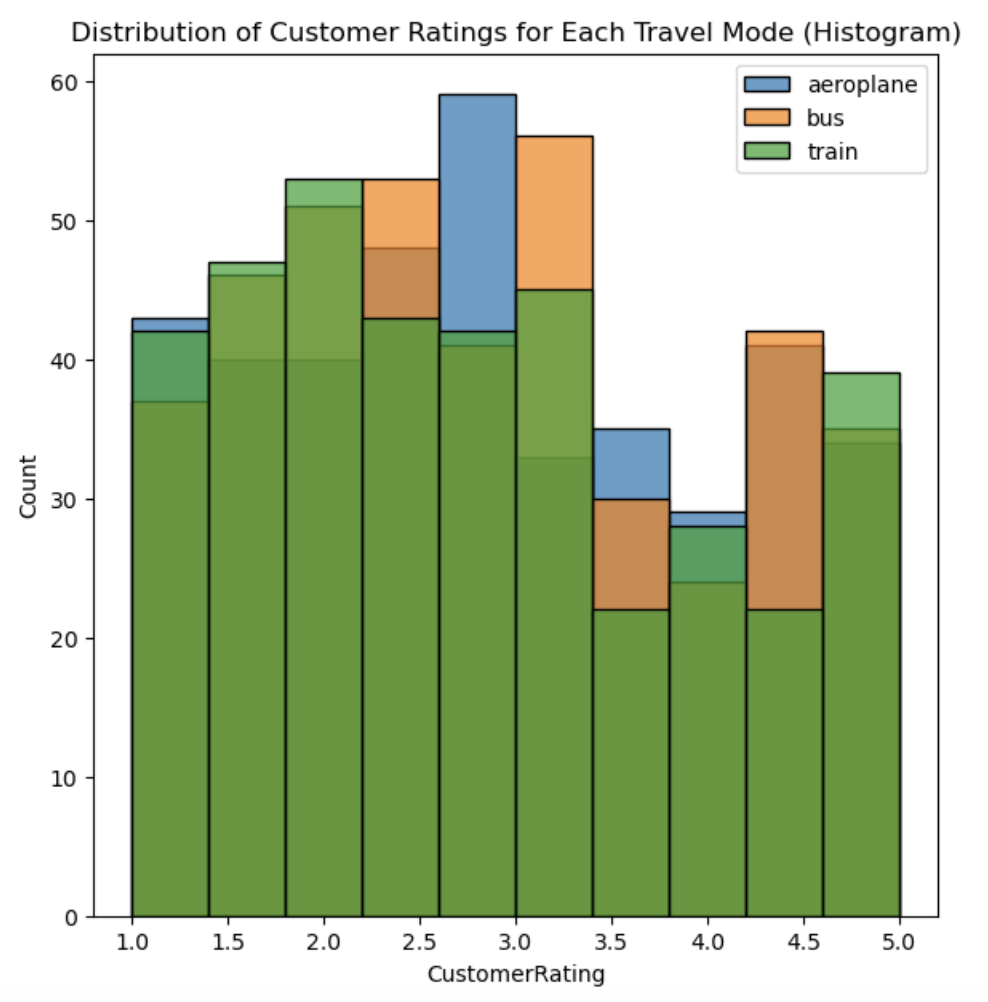 Distribution of Customer Ratings for Each Travel Mode (Histogram)
aeroplane
bus
train
60
50
40
30
20
10
0
Count
1.0 1.5 2.0 2.5 3.0 3.5 4.0 4.5 5.0
CustomerRating